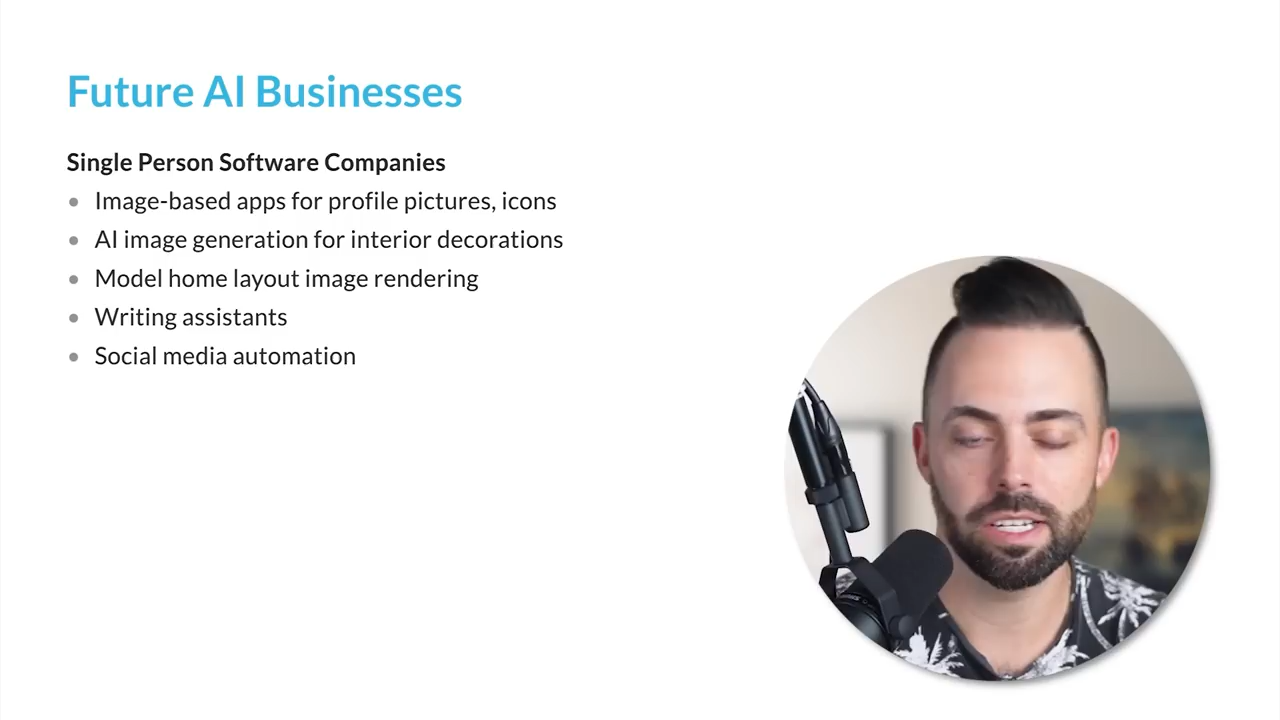 Future AI Businesses
Single Person Software Companies
• Image-based apps for profile pictures, icons
• AI image generation for interior decorations
• Model home layout image rendering
• Writing assistants
• Social media automation